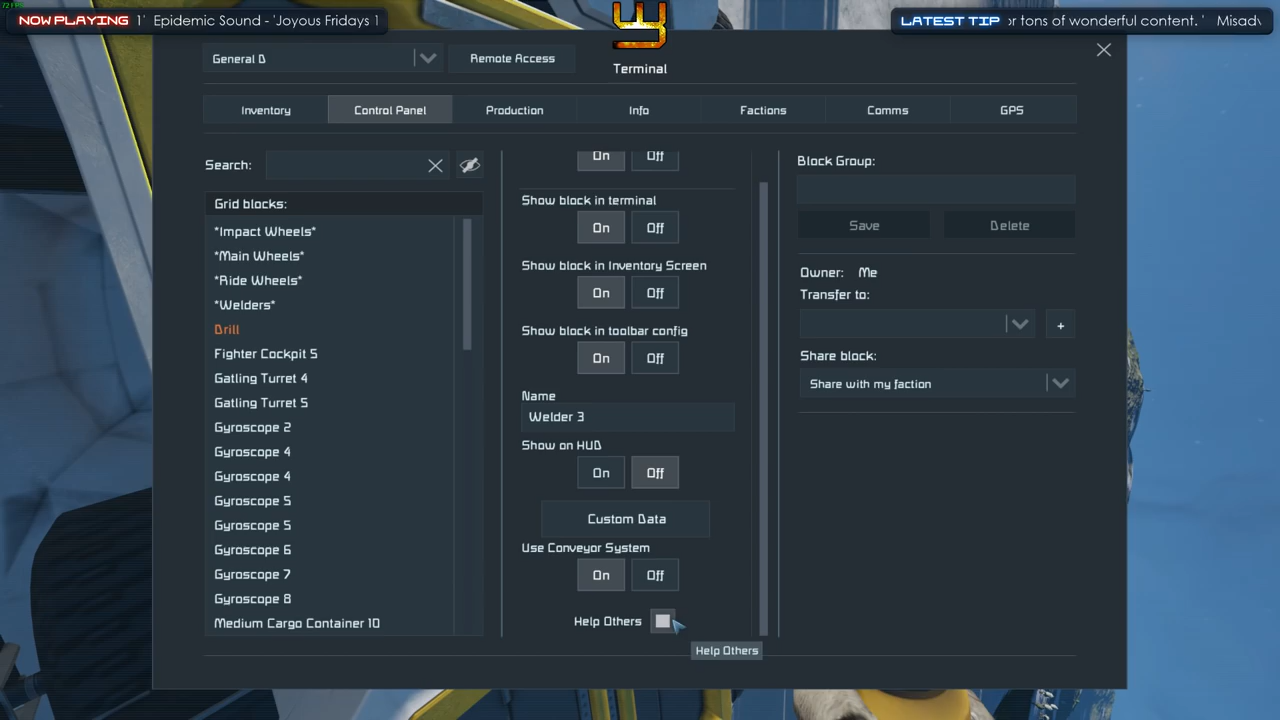 72 FPS
NOW PLAYING 1' Epidemic Sound - 'Joyous Fridays 1
LATEST TIP or tons of wonderful content. ' Misad
General D
Remote Access
Terminal
Inventory
Control Panel
Production
Info
Factions
Comms
GPS
Search:
Grid blocks:
*Impact Wheels*
*Main Wheels*
*Ride Wheels*
*Welders*
Drill
Fighter Cockpit 5
Gatling Turret 4
Gatling Turret 5
Gyroscope 2
Gyroscope 4
Gyroscope 4
Gyroscope 5
Gyroscope 5
Gyroscope 6
Gyroscope 7
Gyroscope 8
Medium Cargo Container 10
On Off
Show block in terminal
On Off
Show block in Inventory Screen
On Off
Show block in toolbar config
On Off
Name
Welder 3
Show on HUD
On Off
Custom Data
Use Conveyor System
On Off
Help Others
Help Others
Block Group:
Save
Delete
Owner: Me
Transfer to:
+
Share block:
Share with my faction